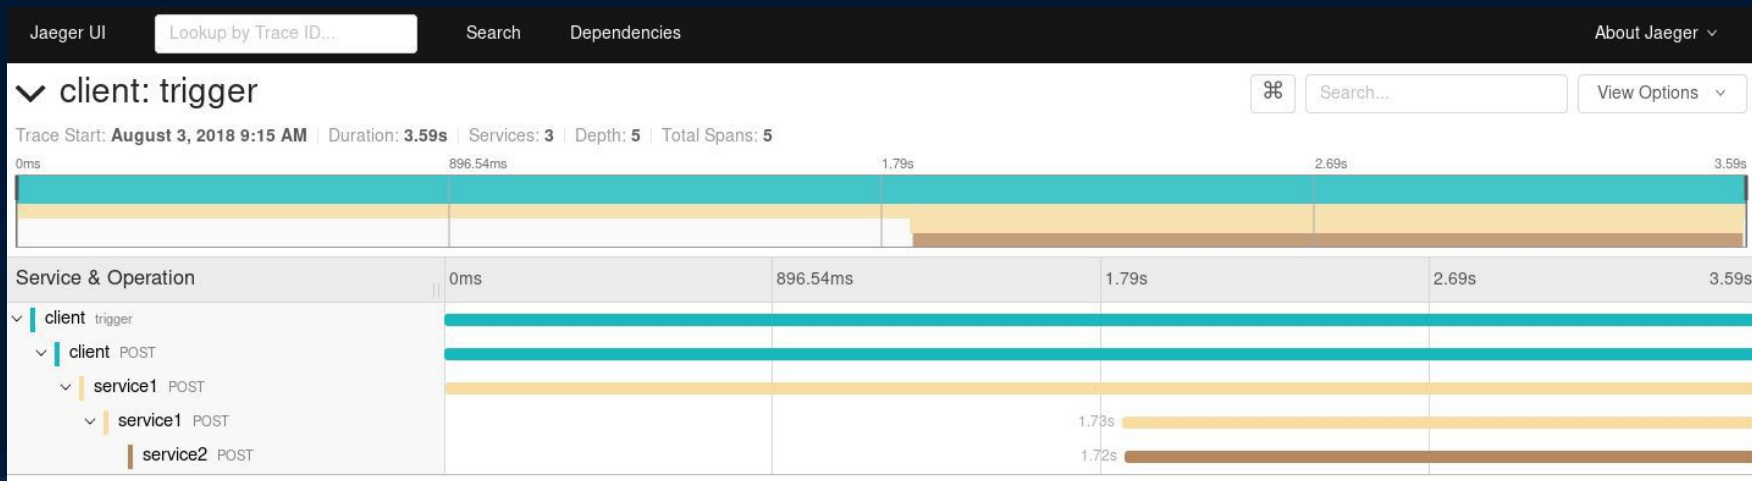 Jaeger UI Lookup by Trace ID... Search Dependencies About Jaeger
client: trigger ⌘ Search... View Options
Trace Start: August 3, 2018 9:15 AM | Duration: 3.59s | Services: 3 | Depth: 5 | Total Spans: 5
0ms 896.54ms 1.79s 2.69s 3.59s
Service & Operation 0ms 896.54ms 1.79s 2.69s 3.59s
client trigger
client POST
service1 POST
service1 POST 1.73s
service2 POST 1.72s